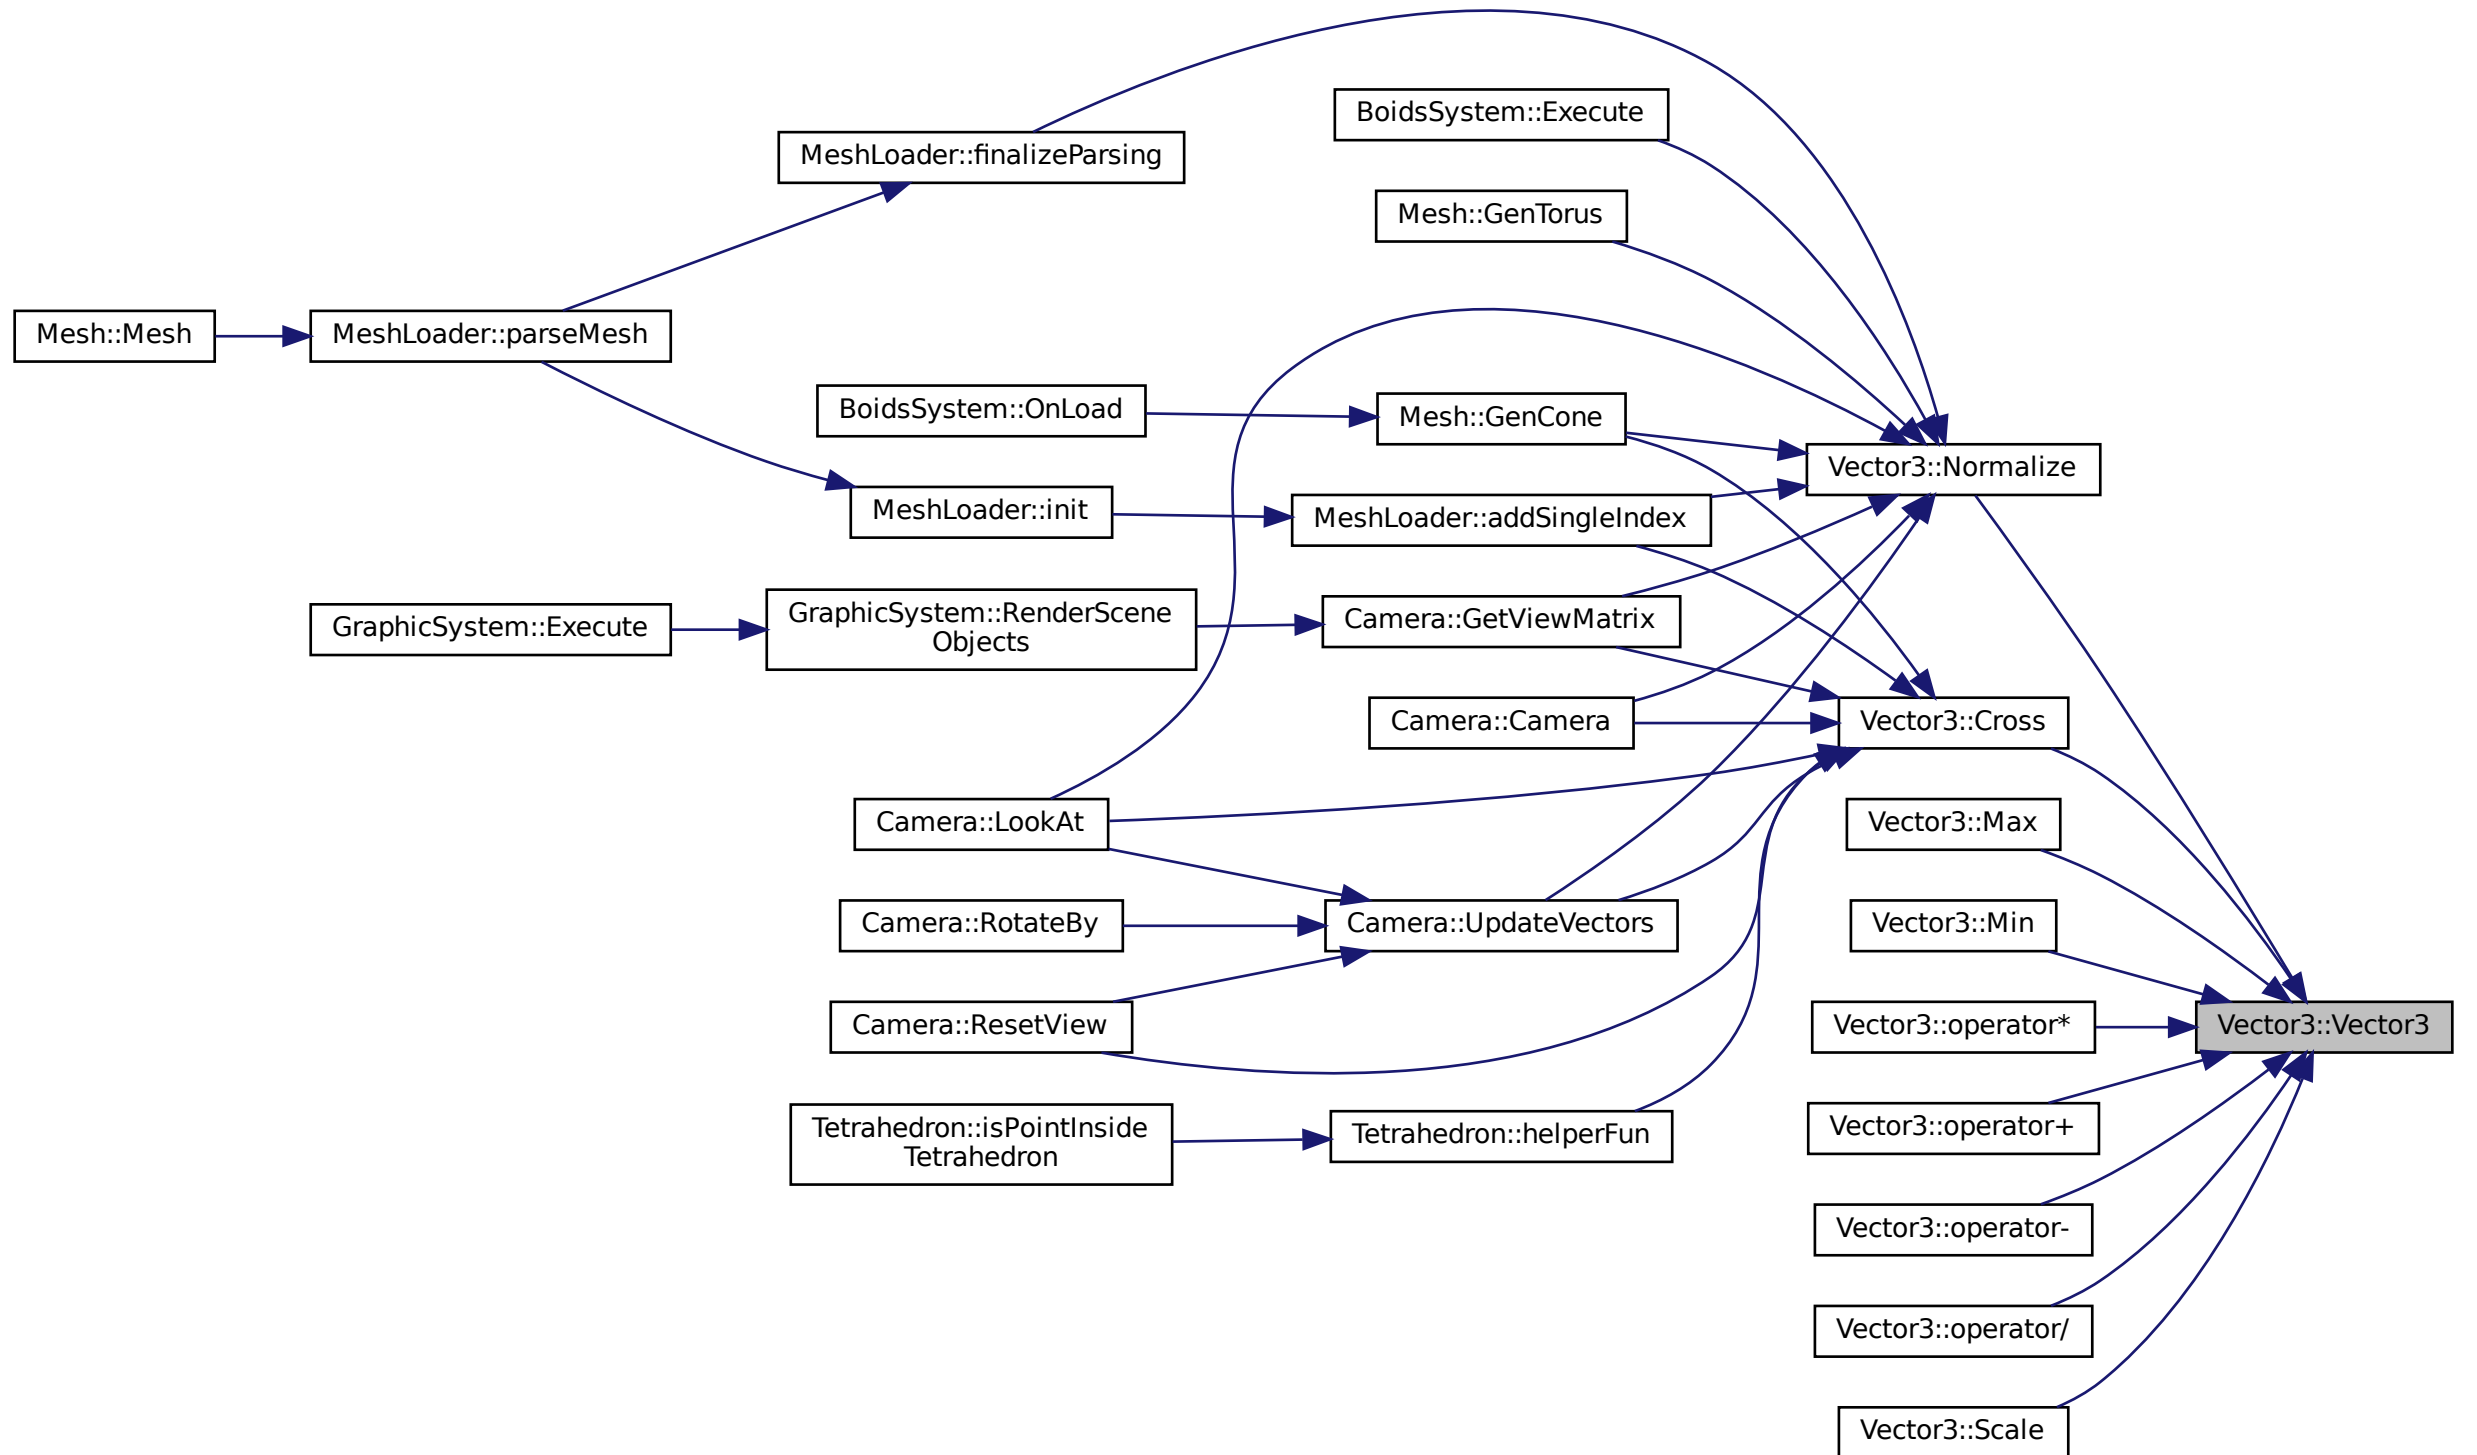 BoidsSystem::Execute
MeshLoader::finalizeParsing
Mesh::GenTorus
Mesh::Mesh
MeshLoader::parseMesh
BoidsSystem::OnLoad
Mesh::GenCone
Vector3::Normalize
MeshLoader::init
MeshLoader::addSingleIndex
GraphicSystem::Execute
GraphicSystem::RenderScene
Objects
Camera::GetViewMatrix
Camera::Camera
Vector3::Cross
Camera::LookAt
Vector3::Max
Camera::RotateBy
Camera::UpdateVectors
Vector3::Min
Camera::ResetView
Vector3::operator*
Vector3::Vector3
Tetrahedron::isPointInside
Tetrahedron
Tetrahedron::helperFun
Vector3::operator+
Vector3::operator-
Vector3::operator/
Vector3::Scale